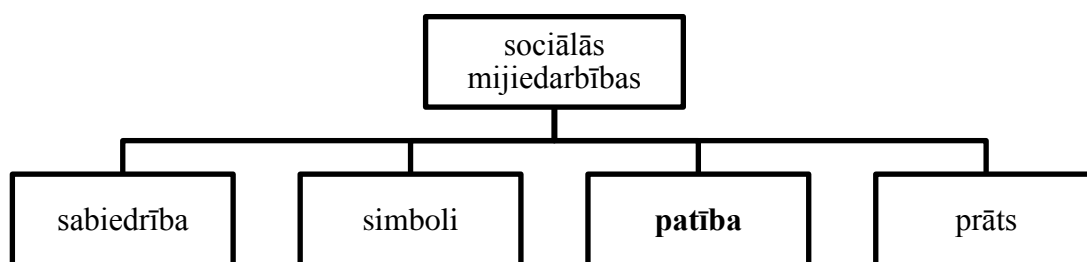 sociālās
mijiedarbības
sabiedrība
simboli
patība
prāts